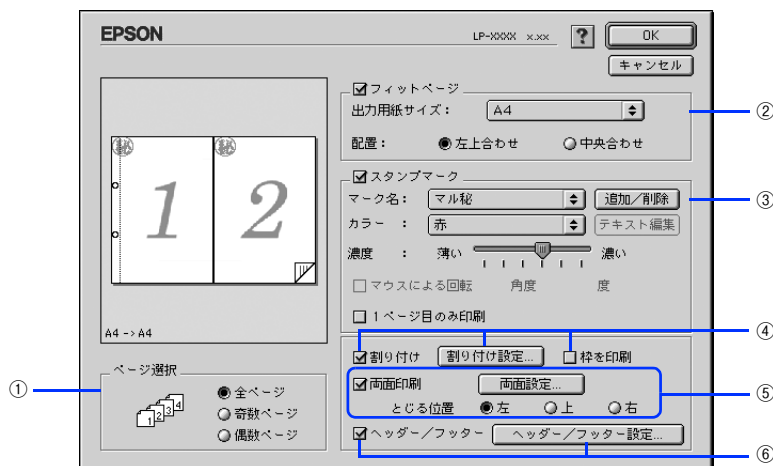 EPSON
LP-XXXX x.xx
?
OK
キャンセル
㊙ ㊙
1 2
A4 -> A4
☑フィットページ
出力用紙サイズ： A4
配置： 左上合わせ 中央合わせ
②
☑スタンプマーク
マーク名： マル秘 追加／削除
③
カラー ： 赤 テキスト編集
濃度 ： 薄い 濃い
マウスによる回転 角度 度
1ページ目のみ印刷
④
割り付け 割り付け設定... 枠を印刷
両面印刷 両面設定...
⑤
とじる位置 左 上 右
ヘッダー／フッター ヘッダー／フッター設定...
⑥
①
ページ選択
1 2 3 4
全ページ
奇数ページ
偶数ページ